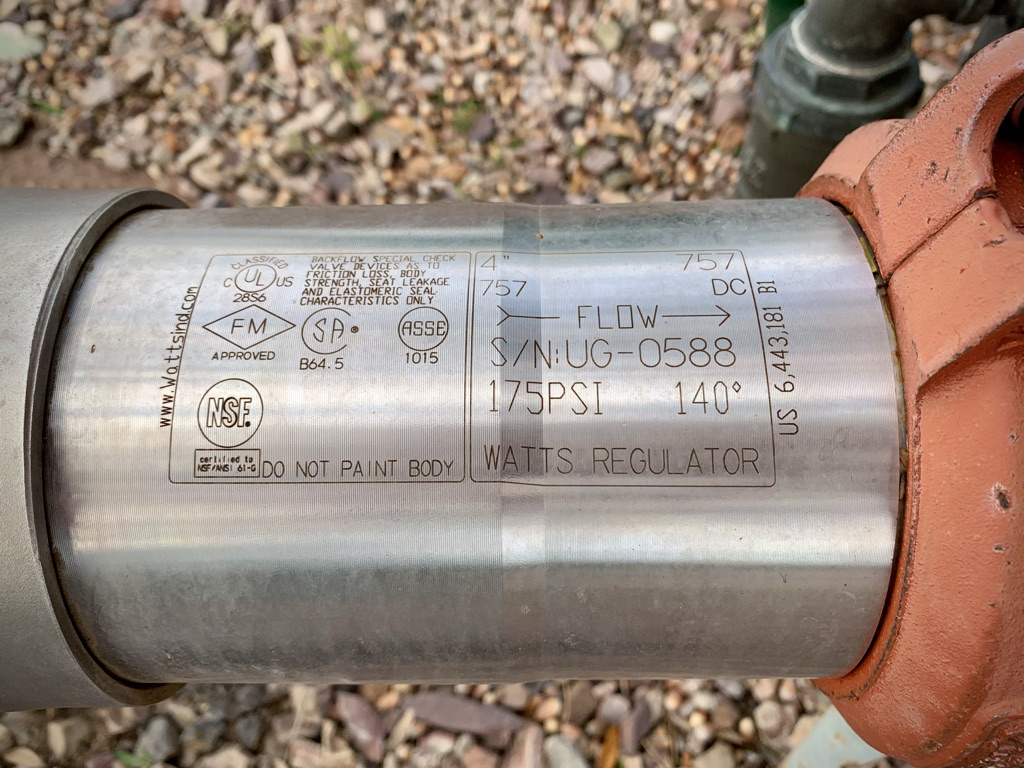 www.Wattsind.com
CLASSIFIED
C UL US
28S6
BACKFLOW SPECIAL CHECK
VALVE DEVICES AS TO
FRICTION LOSS, BODY
STRENGTH, SEAT LEAKAGE
AND ELASTOMERIC SEAL
CHARACTERISTICS ONLY
FM
APPROVED
SA®
B64.5
ASSE
1015
NSF.
certified to
NSF/ANSI 61-G
DO NOT PAINT BODY
4" 757
757 DC
FLOW
S/N:UG-0588
175PSI 140°
WATTS REGULATOR
US 6,443,181 B1